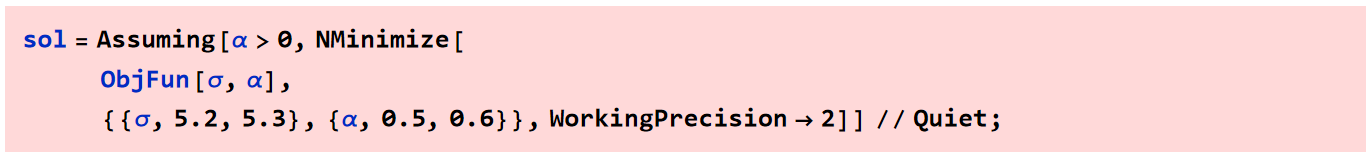 sol = Assuming[α > 0, NMinimize[
ObjFun[σ, α],
{{σ, 5.2, 5.3}, {α, 0.5, 0.6}}, WorkingPrecision → 2]] // Quiet;